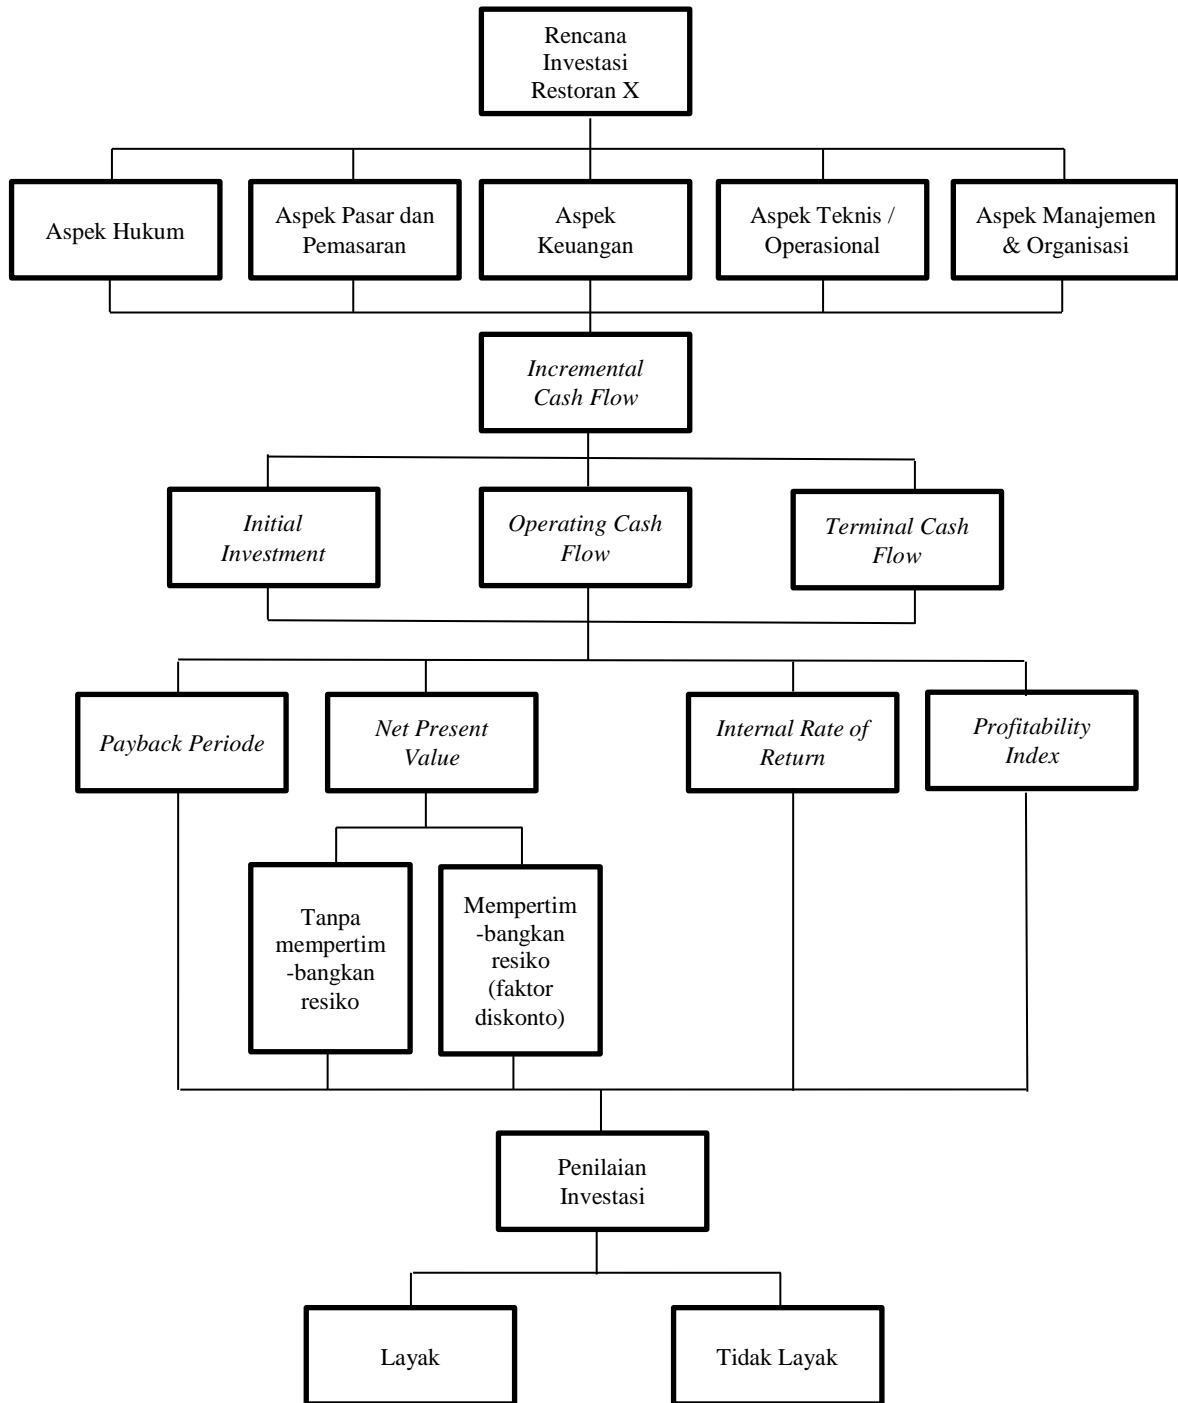 Rencana
Investasi
Restoran X
Aspek Hukum
Aspek Pasar dan
Pemasaran
Aspek
Keuangan
Aspek Teknis /
Operasional
Aspek Manajemen
& Organisasi
Incremental
Cash Flow
Initial
Investment
Operating Cash
Flow
Terminal Cash
Flow
Payback Periode
Net Present
Value
Internal Rate of
Return
Profitability
Index
Tanpa
mempertim
-bangkan
resiko
Mempertim
-bangkan
resiko
(faktor
diskonto)
Penilaian
Investasi
Layak
Tidak Layak